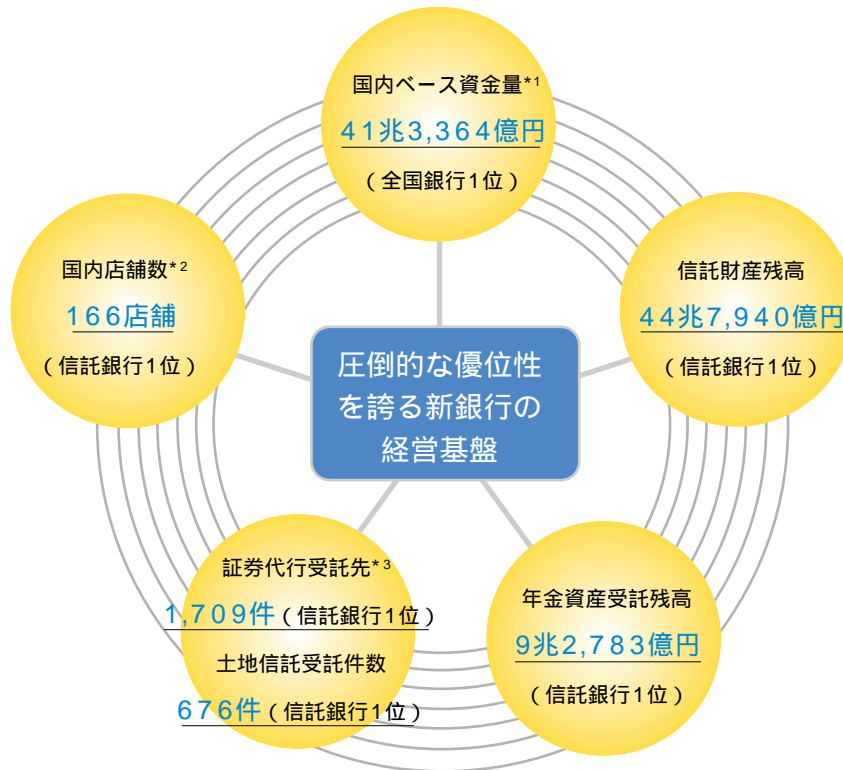 国内ベース資金量*1
41兆3,364億円
（全国銀行1位）
国内店舗数*2
166店舗
（信託銀行1位）
信託財産残高
44兆7,940億円
（信託銀行1位）
圧倒的な優位性
を誇る新銀行の
経営基盤
証券代行受託先*3
1,709件（信託銀行1位）
土地信託受託件数
676件（信託銀行1位）
年金資産受託残高
9兆2,783億円
（信託銀行1位）